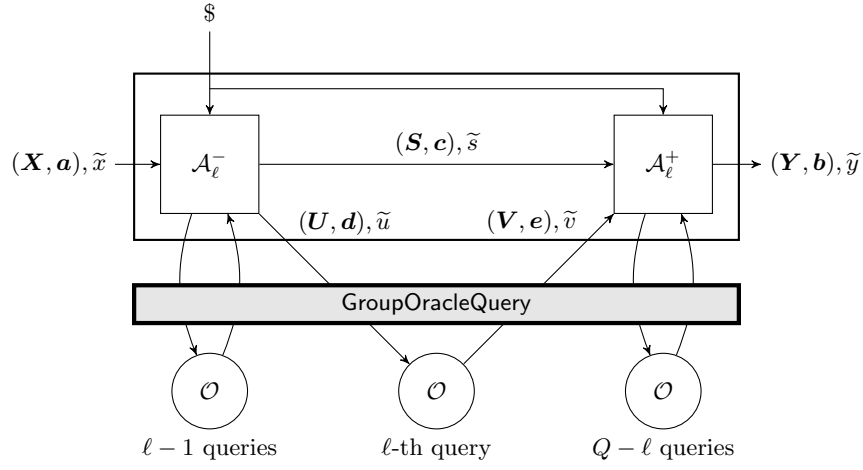 $
(X, a), x̃
𝒜ℓ⁻
(S, c), s̃
𝒜ℓ⁺
(Y, b), ỹ
(U, d), ũ
(V, e), ṽ
GroupOracleQuery
𝒪
𝒪
𝒪
ℓ − 1 queries
ℓ-th query
Q − ℓ queries